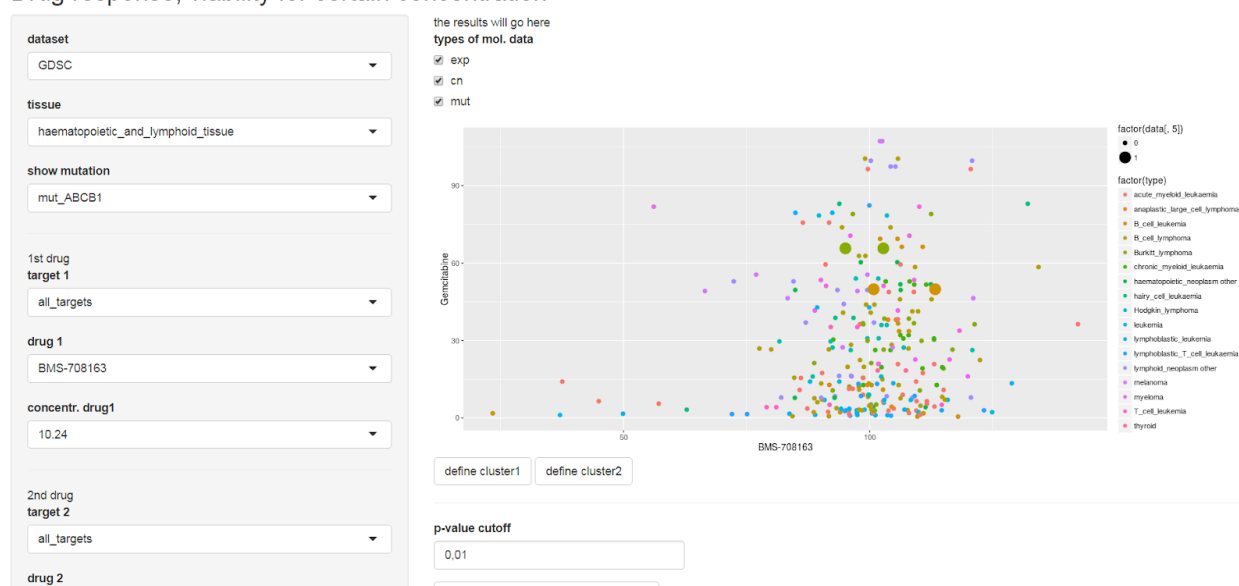 dataset
GDSC
tissue
haematopoietic_and_lymphoid_tissue
show mutation
mut_ABCB1
1st drug
target 1
all_targets
drug 1
BMS-708163
concentr. drug1
10.24
2nd drug
target 2
all_targets
drug 2
the results will go here
types of mol. data
exp
cn
mut
90
60
30
0
Gemcitabine
50
100
BMS-708163
factor(data[, 5])
0
1
factor(type)
acute_myeloid_leukaemia
anaplastic_large_cell_lymphoma
B_cell_leukemia
B_cell_lymphoma
Burkitt_lymphoma
chronic_myeloid_leukaemia
haematopoietic_neoplasm other
hairy_cell_leukaemia
Hodgkin_lymphoma
leukemia
lymphoblastic_leukemia
lymphoblastic_T_cell_leukaemia
lymphoid_neoplasm other
melanoma
myeloma
T_cell_leukemia
thyroid
define cluster1
define cluster2
p-value cutoff
0,01